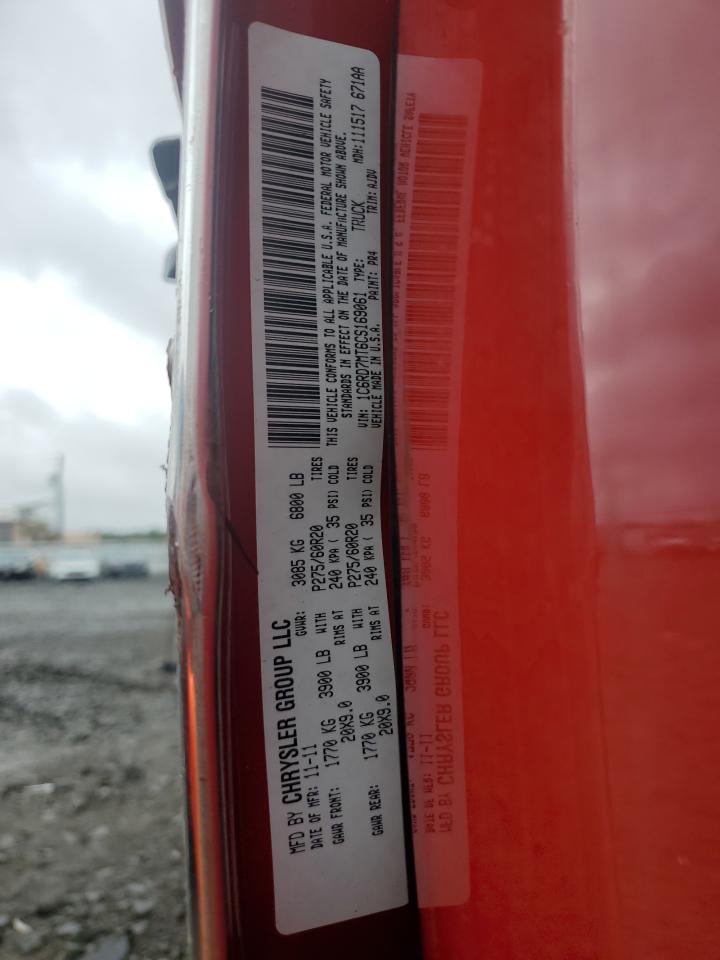 MFD BY CHRYSLER GROUP LLC
DATE OF MFR: 11-11 GVWR: 3085 KG 6800 LB
GAWR FRONT: 1770 KG 3900 LB WITH P275/60R20 TIRES
20X9.0 RIMS AT 240 KPA ( 35 PSI) COLD
GAWR REAR: 1770 KG 3900 LB WITH P275/60R20 TIRES
20X9.0 RIMS AT 240 KPA ( 35 PSI) COLD
THIS VEHICLE CONFORMS TO ALL APPLICABLE U.S.A. FEDERAL MOTOR VEHICLE SAFETY
STANDARDS IN EFFECT ON THE DATE OF MANUFACTURE SHOWN ABOVE.
VIN: 1C6RD7MT6CS169061 TYPE: TRUCK MDH: 111517 671AA
VEHICLE MADE IN U.S.A. PAINT: PR4 TRIM: AJDV